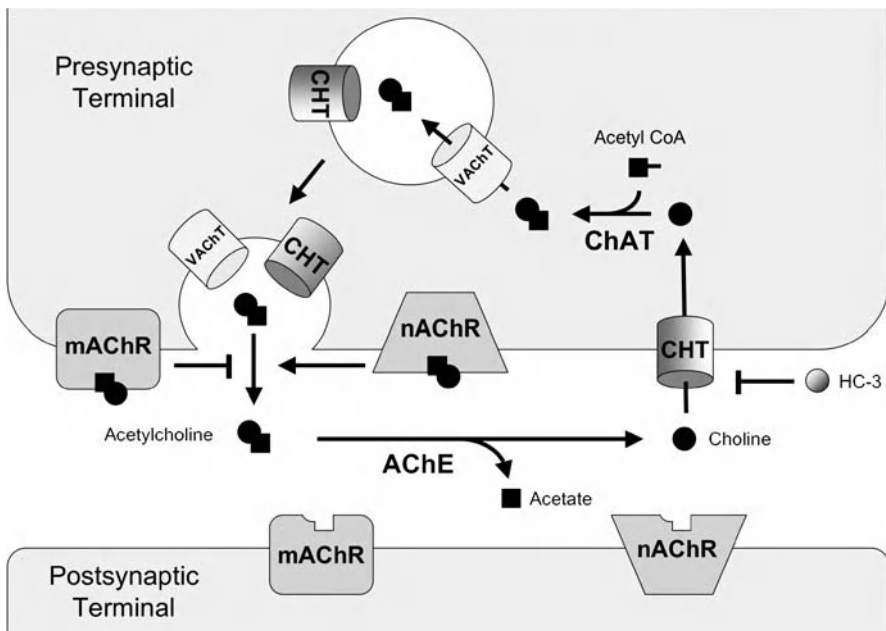 Presynaptic
Terminal
CHT
VAChT
Acetyl CoA
ChAT
VAChT
CHT
mAChR
nAChR
CHT
HC-3
Acetylcholine
AChE
Choline
Acetate
mAChR
nAChR
Postsynaptic
Terminal